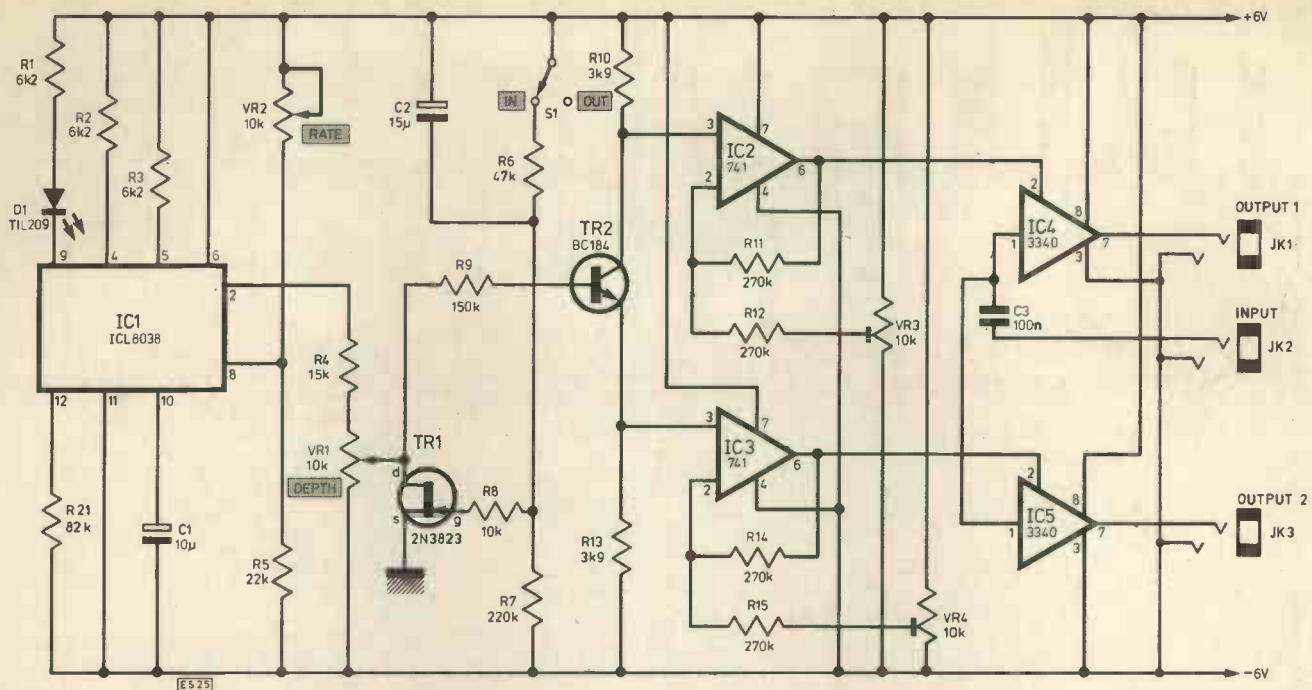 +6V
R1
6k2
R2
6k2
R3
6k2
VR2
10k
RATE
C2
15µ
IN
OUT
S1
R6
47k
R10
3k9
D1
TIL209
9
4
5
6
2
8
12
11
10
IC1
ICL8038
R4
15k
VR1
10k
DEPTH
R21
82k
C1
10µ
R5
22k
R9
150k
TR1
d
s
g
2N3823
R8
10k
R7
220k
TR2
BC184
R13
3k9
3
2
7
4
6
IC2
741
R11
270k
R12
270k
VR3
10k
3
2
7
4
6
IC3
741
R14
270k
R15
270k
VR4
10k
2
1
8
3
7
IC4
3340
C3
100n
2
1
8
3
7
IC5
3340
OUTPUT 1
JK1
INPUT
JK2
OUTPUT 2
JK3
-6V
ES25